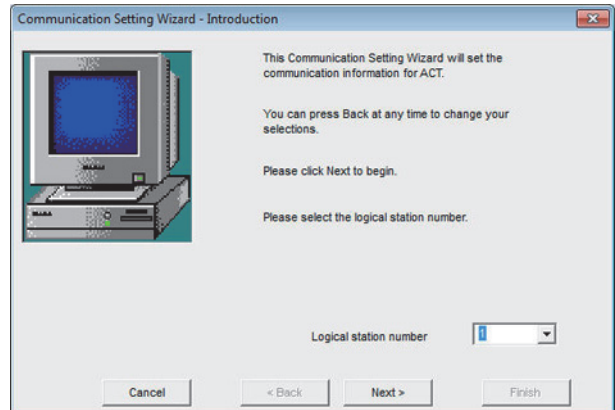 Communication Setting Wizard - Introduction
This Communication Setting Wizard will set the
communication information for ACT.
You can press Back at any time to change your
selections.
Please click Next to begin.
Please select the logical station number.
Logical station number 1
Cancel < Back Next > Finish